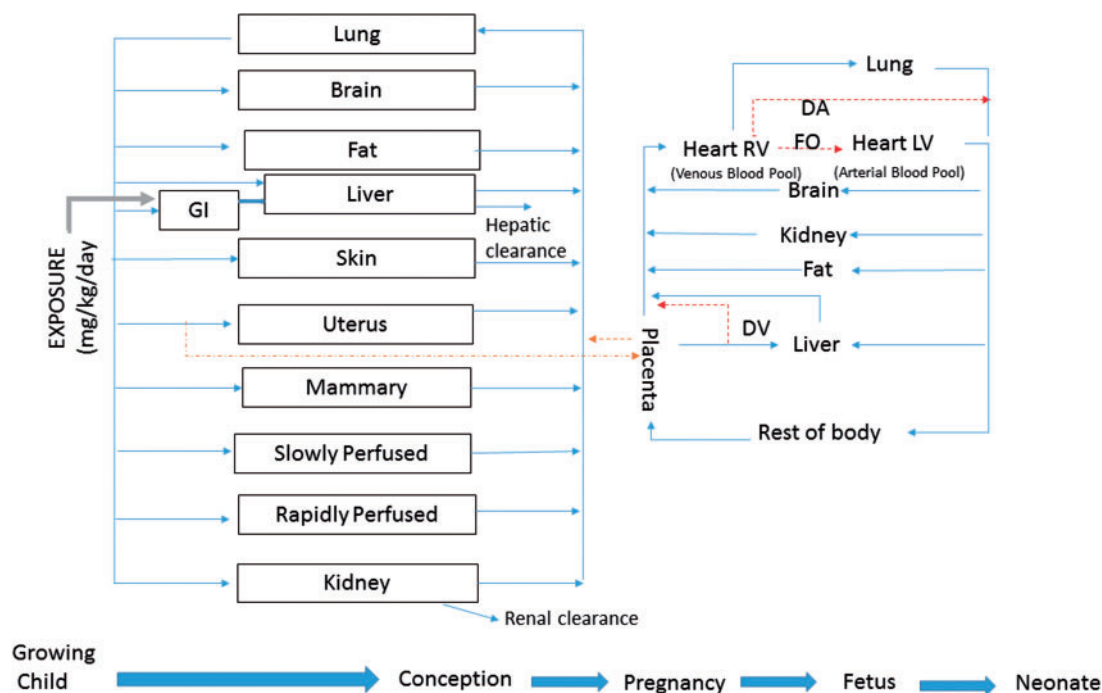 Lung
Brain
Fat
Liver
GI
Hepatic
clearance
Skin
EXPOSURE
(mg/kg/day
Uterus
Mammary
Slowly Perfused
Rapidly Perfused
Kidney
Renal clearance
Lung
DA
Heart RV
FO
Heart LV
(Venous Blood Pool)
(Arterial Blood Pool)
Brain
Kidney
Fat
Placenta
DV
Liver
Rest of body
Growing
Child
Conception
Pregnancy
Fetus
Neonate